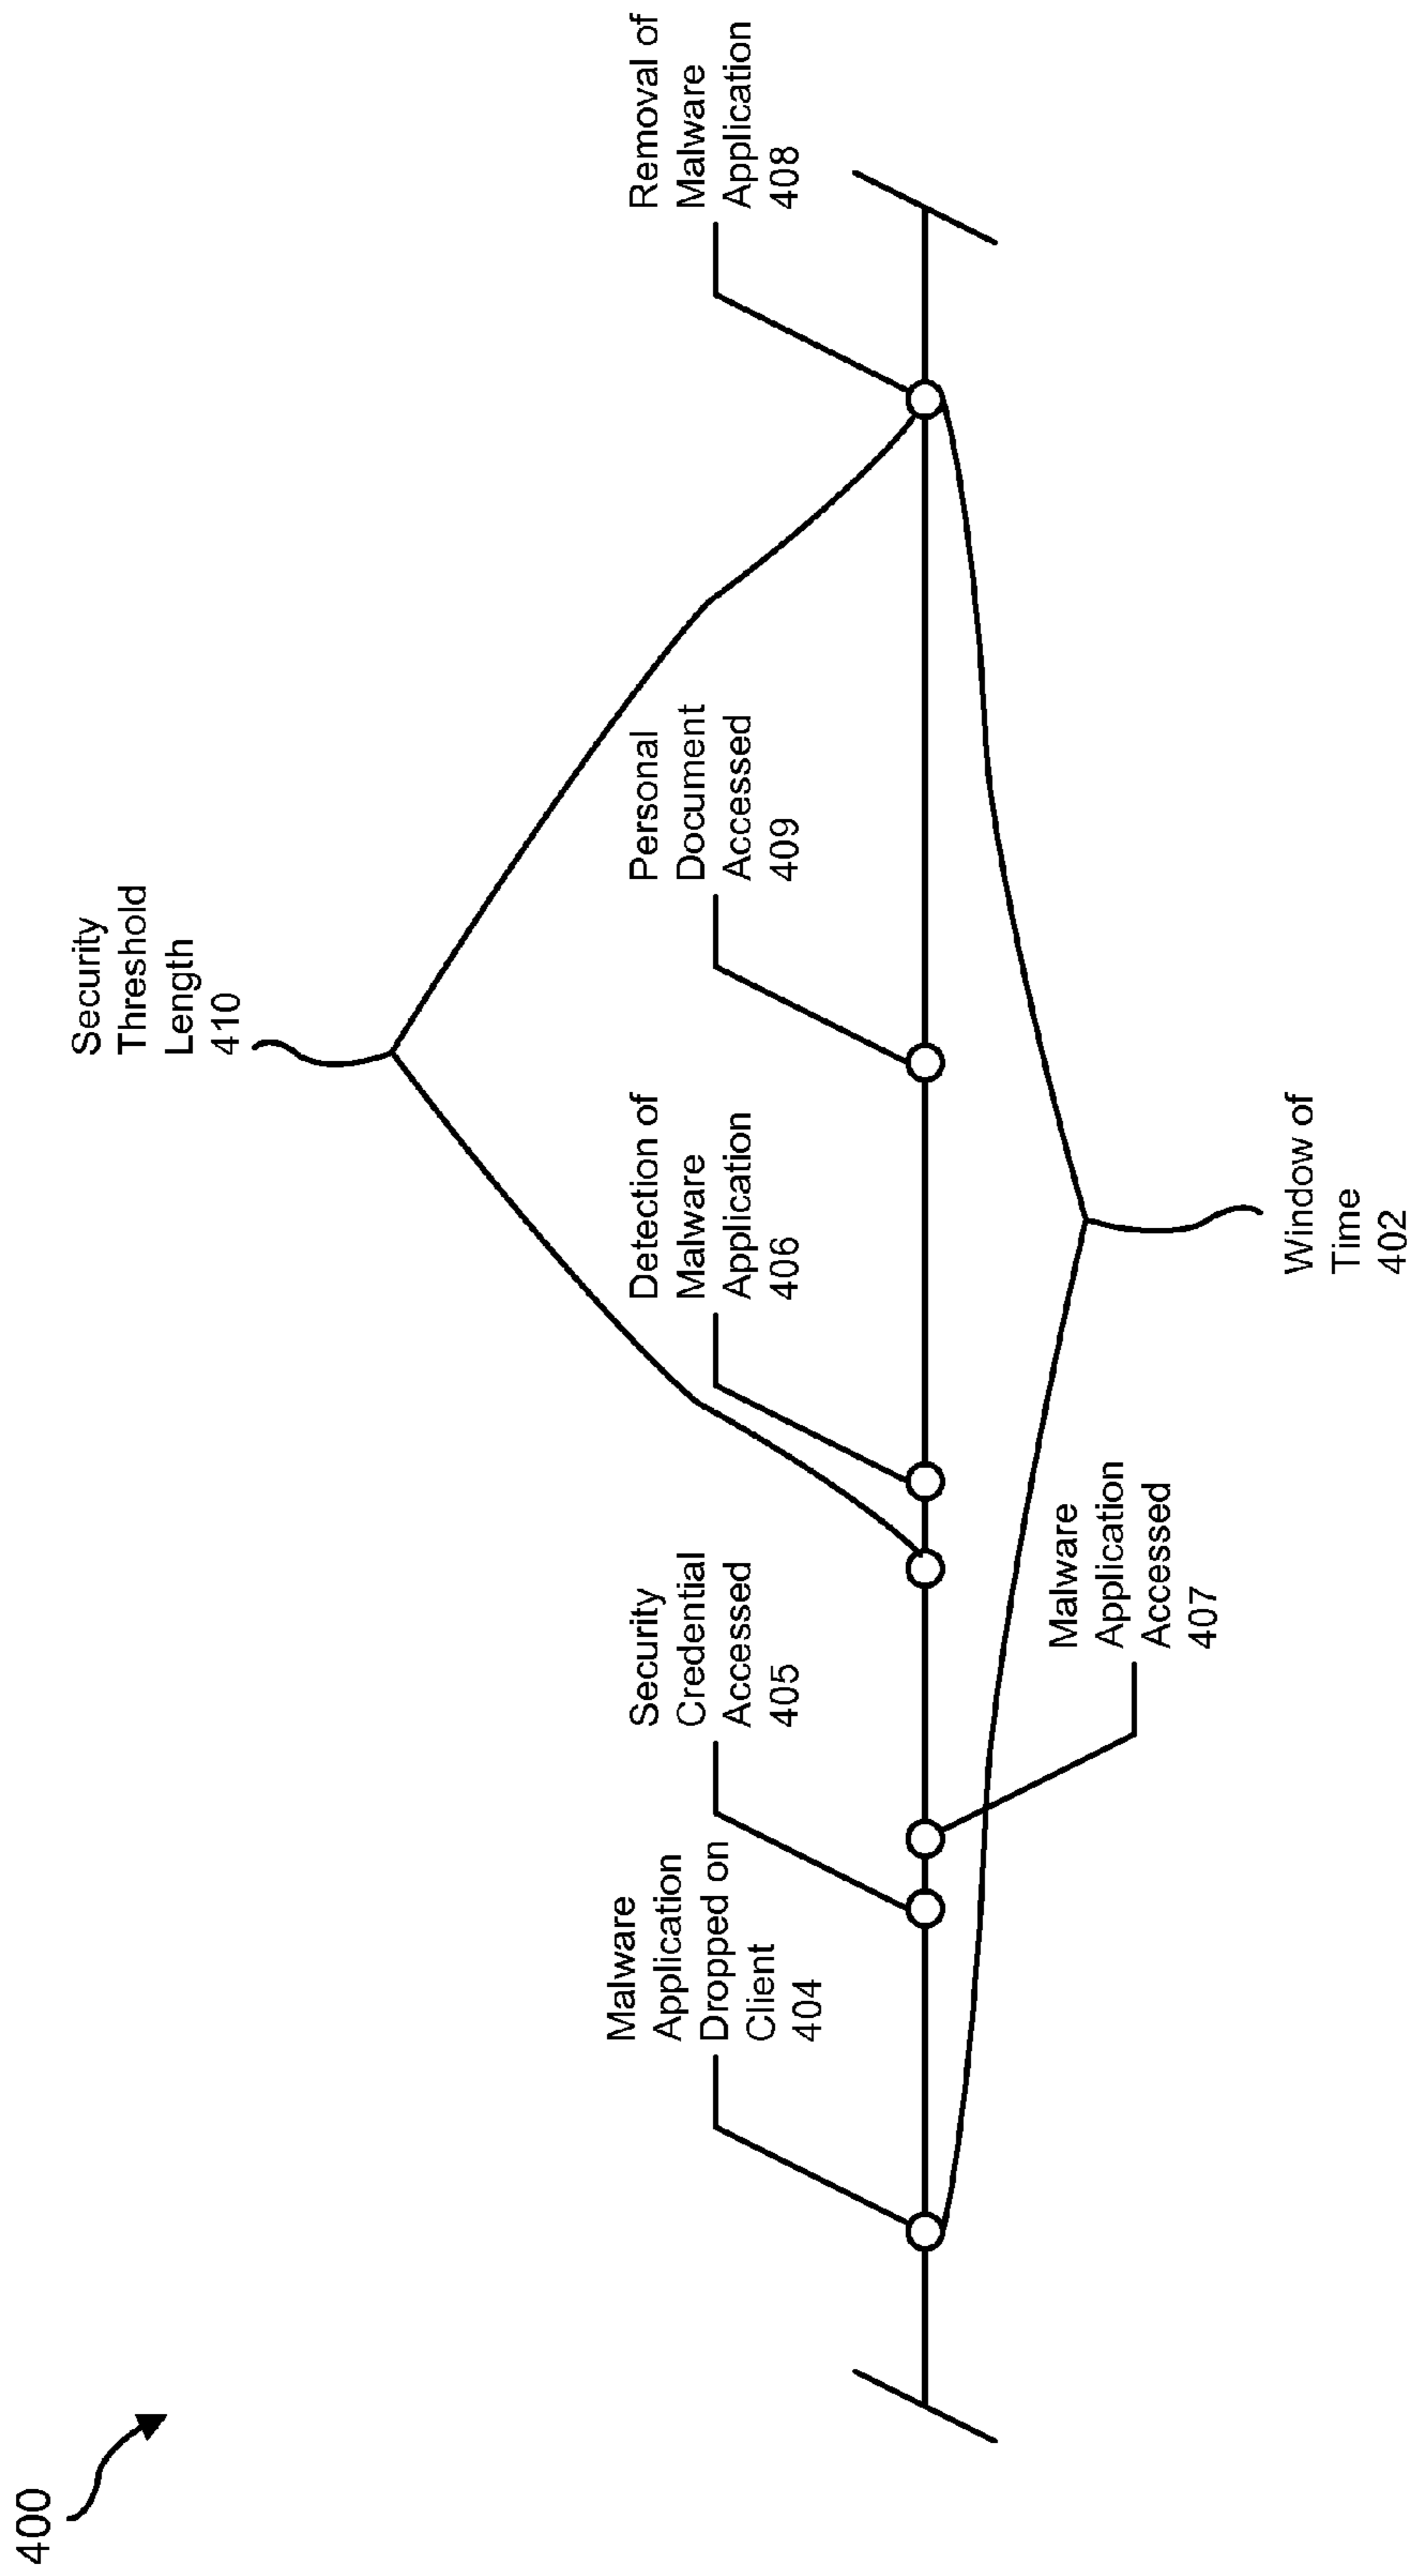 400
Security
Threshold
Length
410
Malware
Application
Dropped on
Client
404
Security
Credential
Accessed
405
Detection of
Malware
Application
406
Personal
Document
Accessed
409
Removal of
Malware
Application
408
Malware
Application
Accessed
407
Window of
Time
402